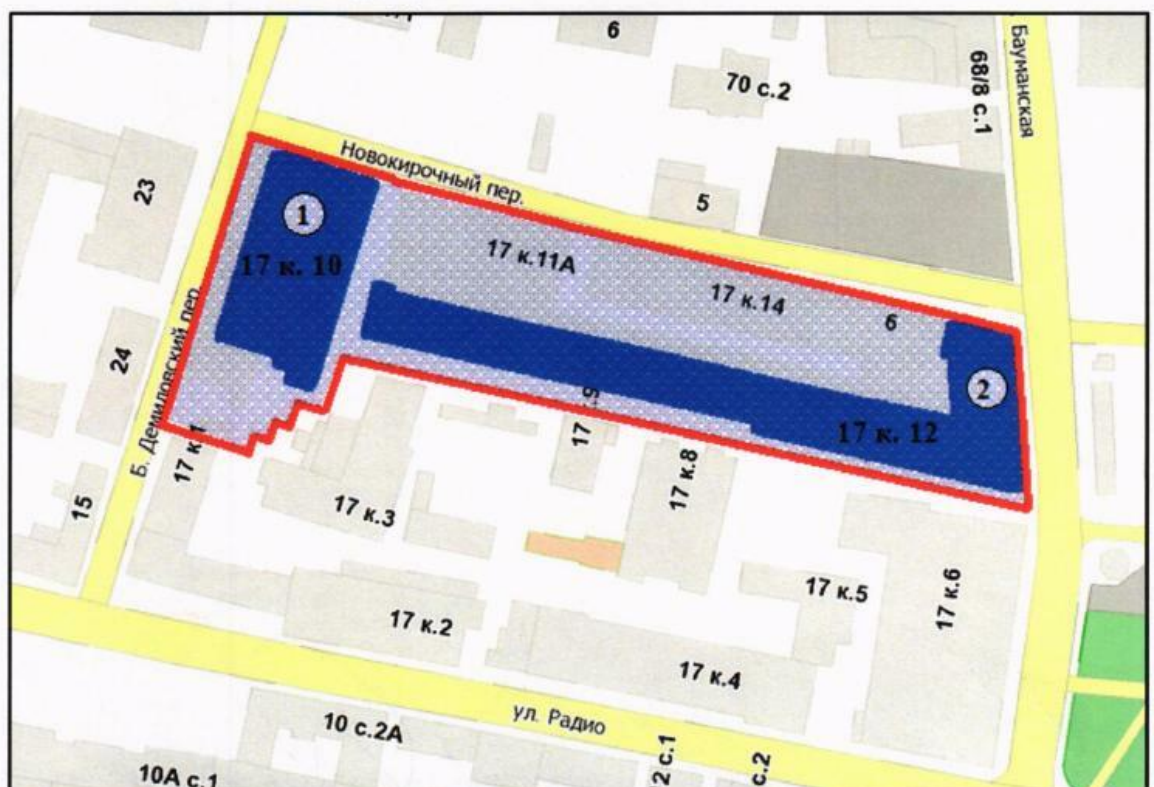 6
70 с.2
68/8 с.1
Бауманская
23
Новокирочный пер.
5
1
17 к. 10
17 к.11А
17 к.14
6
2
24
Б. Демидовский пер.
17 к.1
17
17 к. 12
17 к.8
15
17 к.3
17 к.5
17 к.6
17 к.2
17 к.4
ул. Радио
10 с.2А
10А с.1
2 с.1
с.2